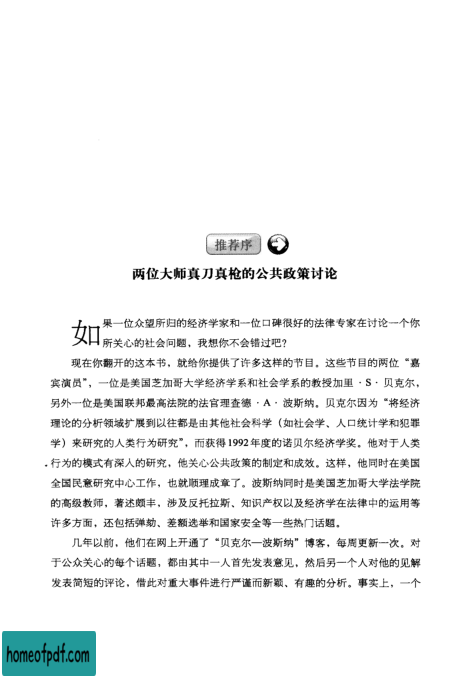 推荐序
两位大师真刀真枪的公共政策讨论
如果一位众望所归的经济学家和一位口碑很好的法律专家在讨论一个你
所关心的社会问题，我想你不会错过吧？
现在你翻开的这本书，就给你提供了许多这样的节目。这些节目的两位“嘉
宾演员”，一位是美国芝加哥大学经济学系和社会学系的教授加里·S·贝克尔，
另外一位是美国联邦最高法院的法官理查德·A·波斯纳。贝克尔因为“将经济
理论的分析领域扩展到以往都是由其他社会科学（如社会学、人口统计学和犯罪
学）来研究的人类行为研究”，而获得1992年度的诺贝尔经济学奖。他对于人类
行为的模式有深入的研究，他关心公共政策的制定和成效。这样，他同时在美国
全国民意研究中心工作，也就顺理成章了。波斯纳同时是美国芝加哥大学法学院
的高级教师，著述颇丰，涉及反托拉斯、知识产权以及经济学在法律中的运用等
许多方面，还包括弹劾、差额选举和国家安全等一些热门话题。
几年以前，他们在网上开通了“贝克尔—波斯纳”博客，每周更新一次。对
于公众关心的每个话题，都由其中一人首先发表意见，然后另一个人对他的见解
发表简短的评论，借此对重大事件进行严谨而新颖、有趣的分析。事实上，一个
homeofpdf.com